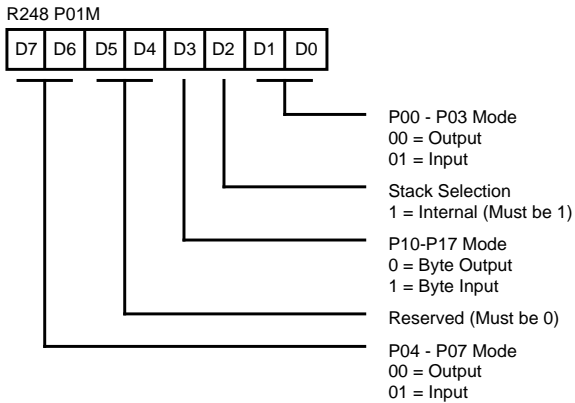 R248 P01M
D7 D6 D5 D4 D3 D2 D1 D0
P00 - P03 Mode
00 = Output
01 = Input
Stack Selection
1 = Internal (Must be 1)
P10-P17 Mode
0 = Byte Output
1 = Byte Input
Reserved (Must be 0)
P04 - P07 Mode
00 = Output
01 = Input